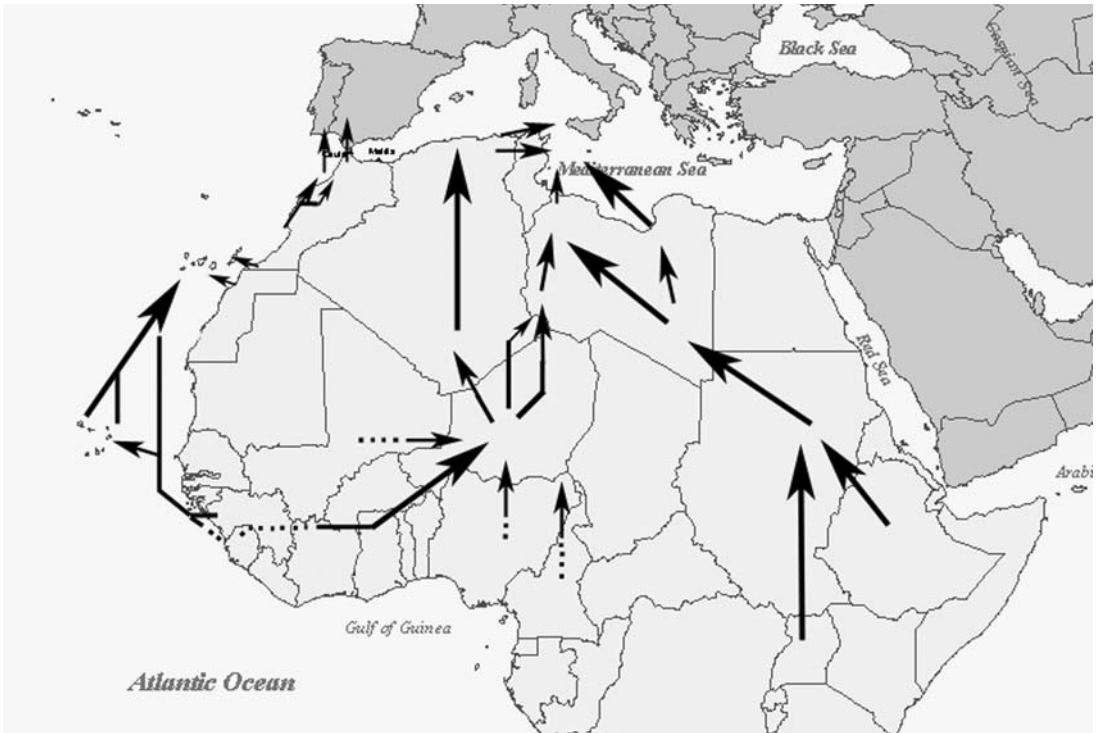 Black Sea
Caspian Sea
Melilla
Mediterranean Sea
Red Sea
Arabi
Gulf of Guinea
Atlantic Ocean